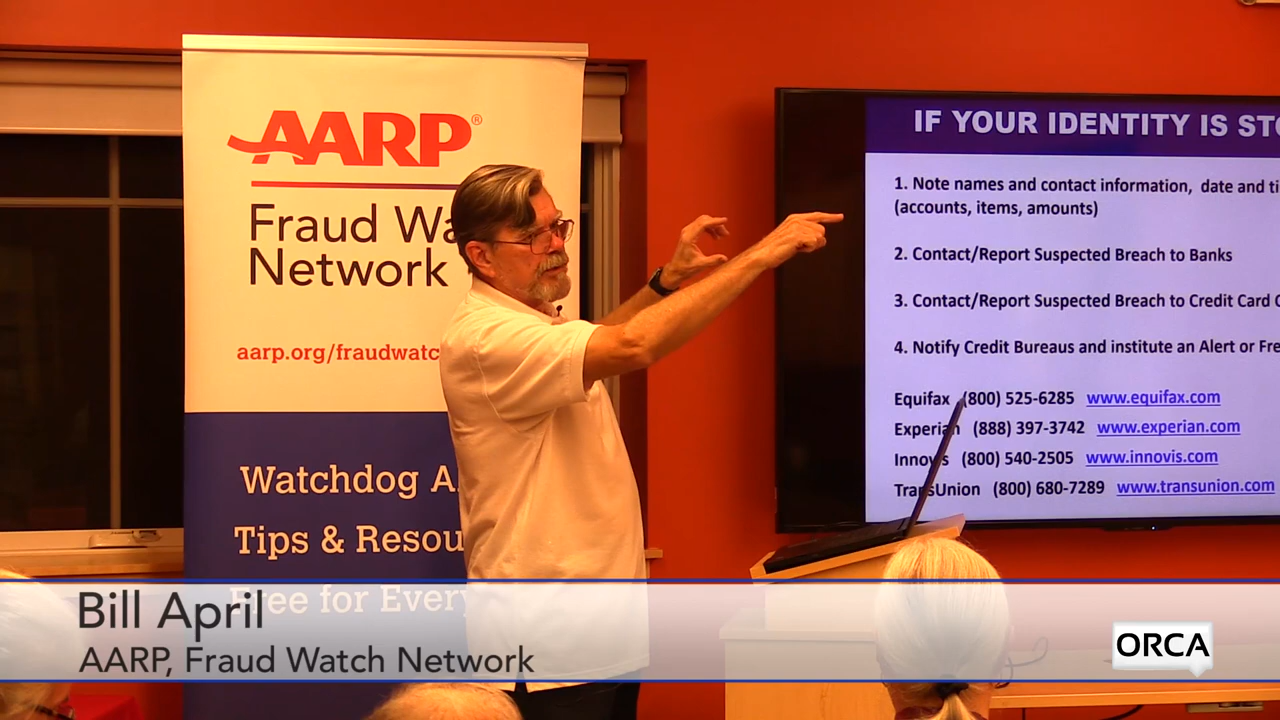 AARP®
Fraud Wa
Network
aarp.org/fraudwatc
Watchdog A
Tips & Resou
Free for Every
IF YOUR IDENTITY IS STO
1. Note names and contact information, date and ti
(accounts, items, amounts)
2. Contact/Report Suspected Breach to Banks
3. Contact/Report Suspected Breach to Credit Card C
4. Notify Credit Bureaus and institute an Alert or Fre
Equifax (800) 525-6285 www.equifax.com
Experian (888) 397-3742 www.experian.com
Innovis (800) 540-2505 www.innovis.com
TransUnion (800) 680-7289 www.transunion.com
Bill April
AARP, Fraud Watch Network
ORCA